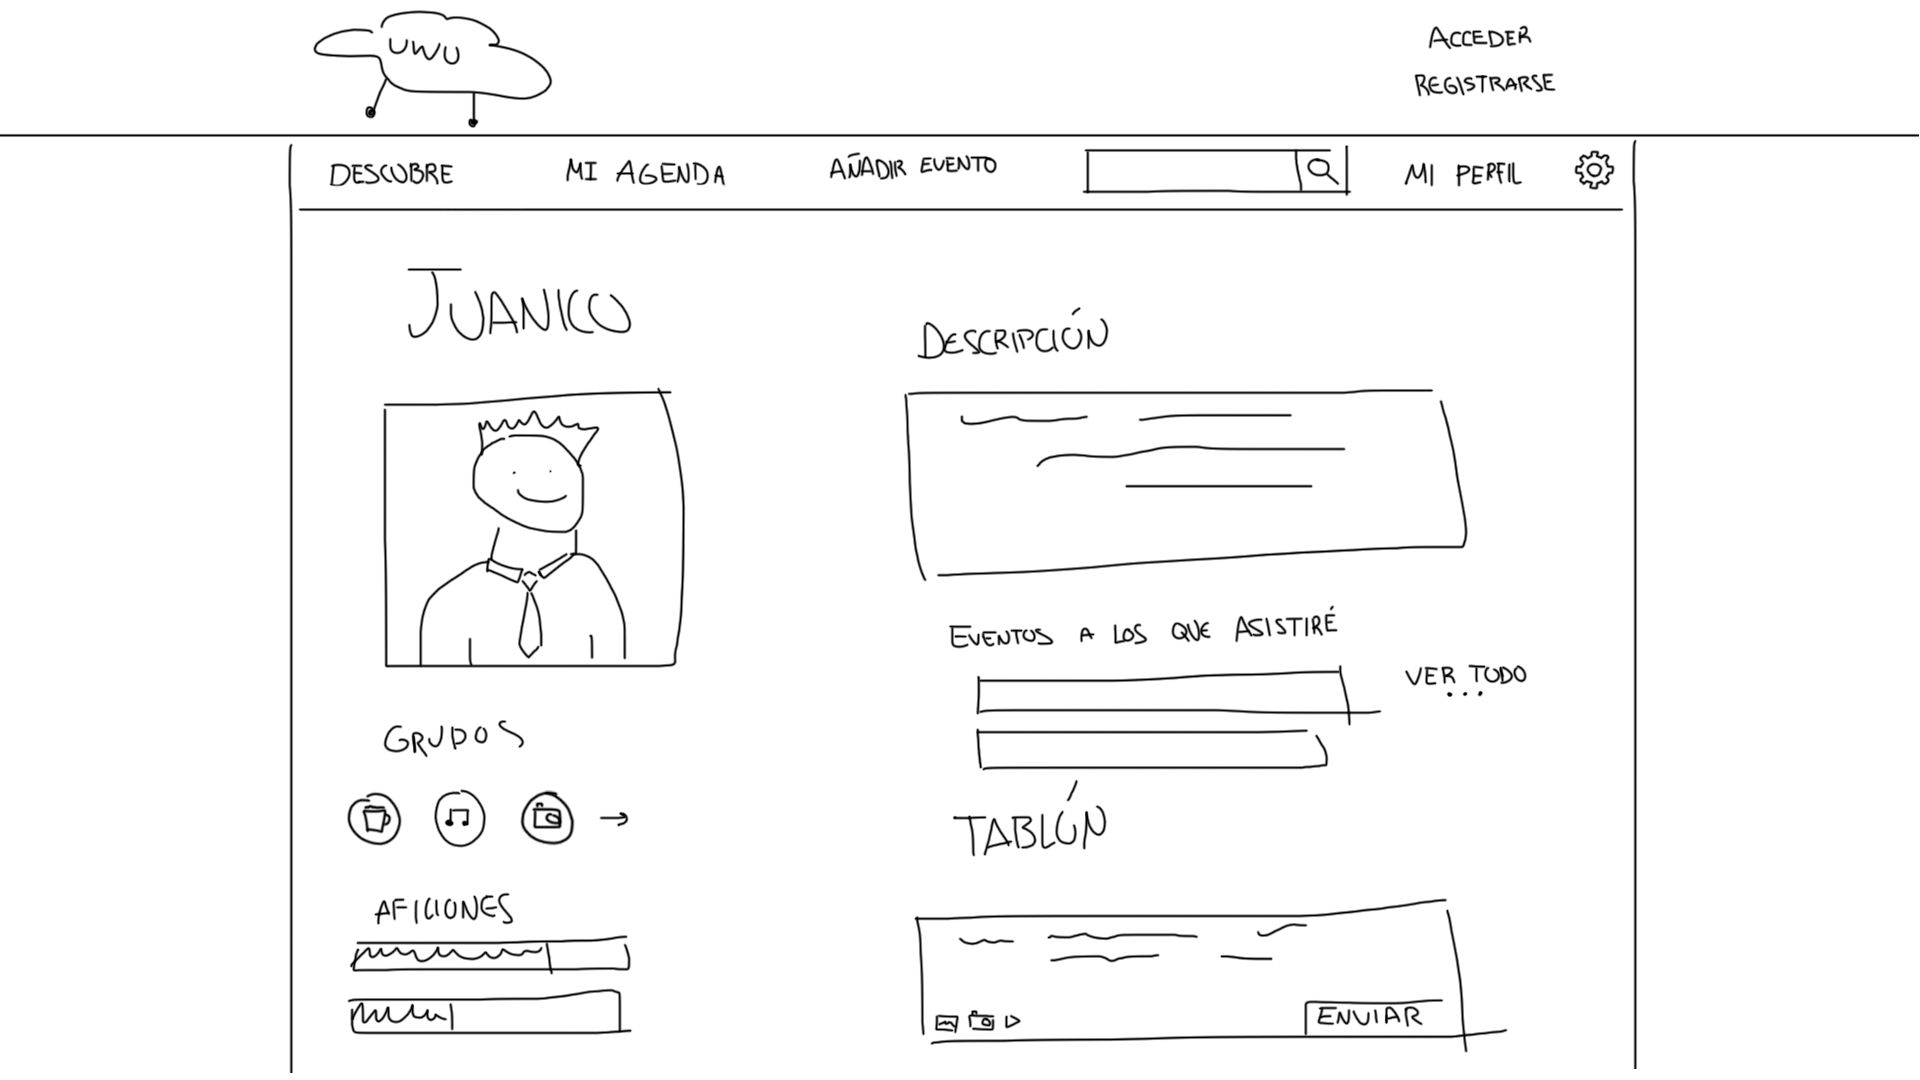 UWU
ACCEDER
REGISTRARSE
DESCUBRE
MI AGENDA
AÑADIR EVENTO
MI PERFIL
JUANICO
DESCRIPCIÓN
EVENTOS A LOS QUE ASISTIRÉ
VER TODO
...
GRUPOS
TABLÓN
AFICIONES
ENVIAR